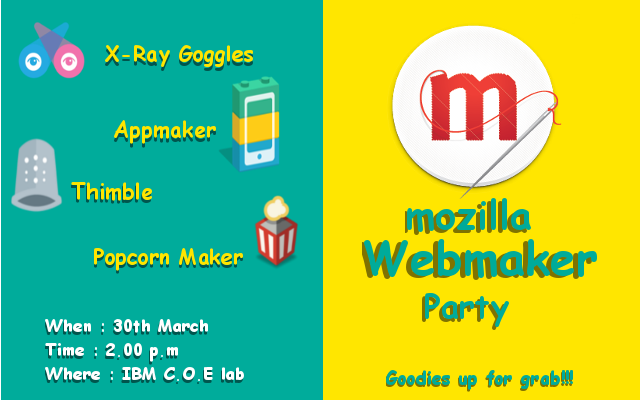 X-Ray Goggles
Appmaker
Thimble
Popcorn Maker
When : 30th March
Time : 2.00 p.m
Where : IBM C.O.E lab
m
mozilla
Webmaker
Party
Goodies up for grab!!!